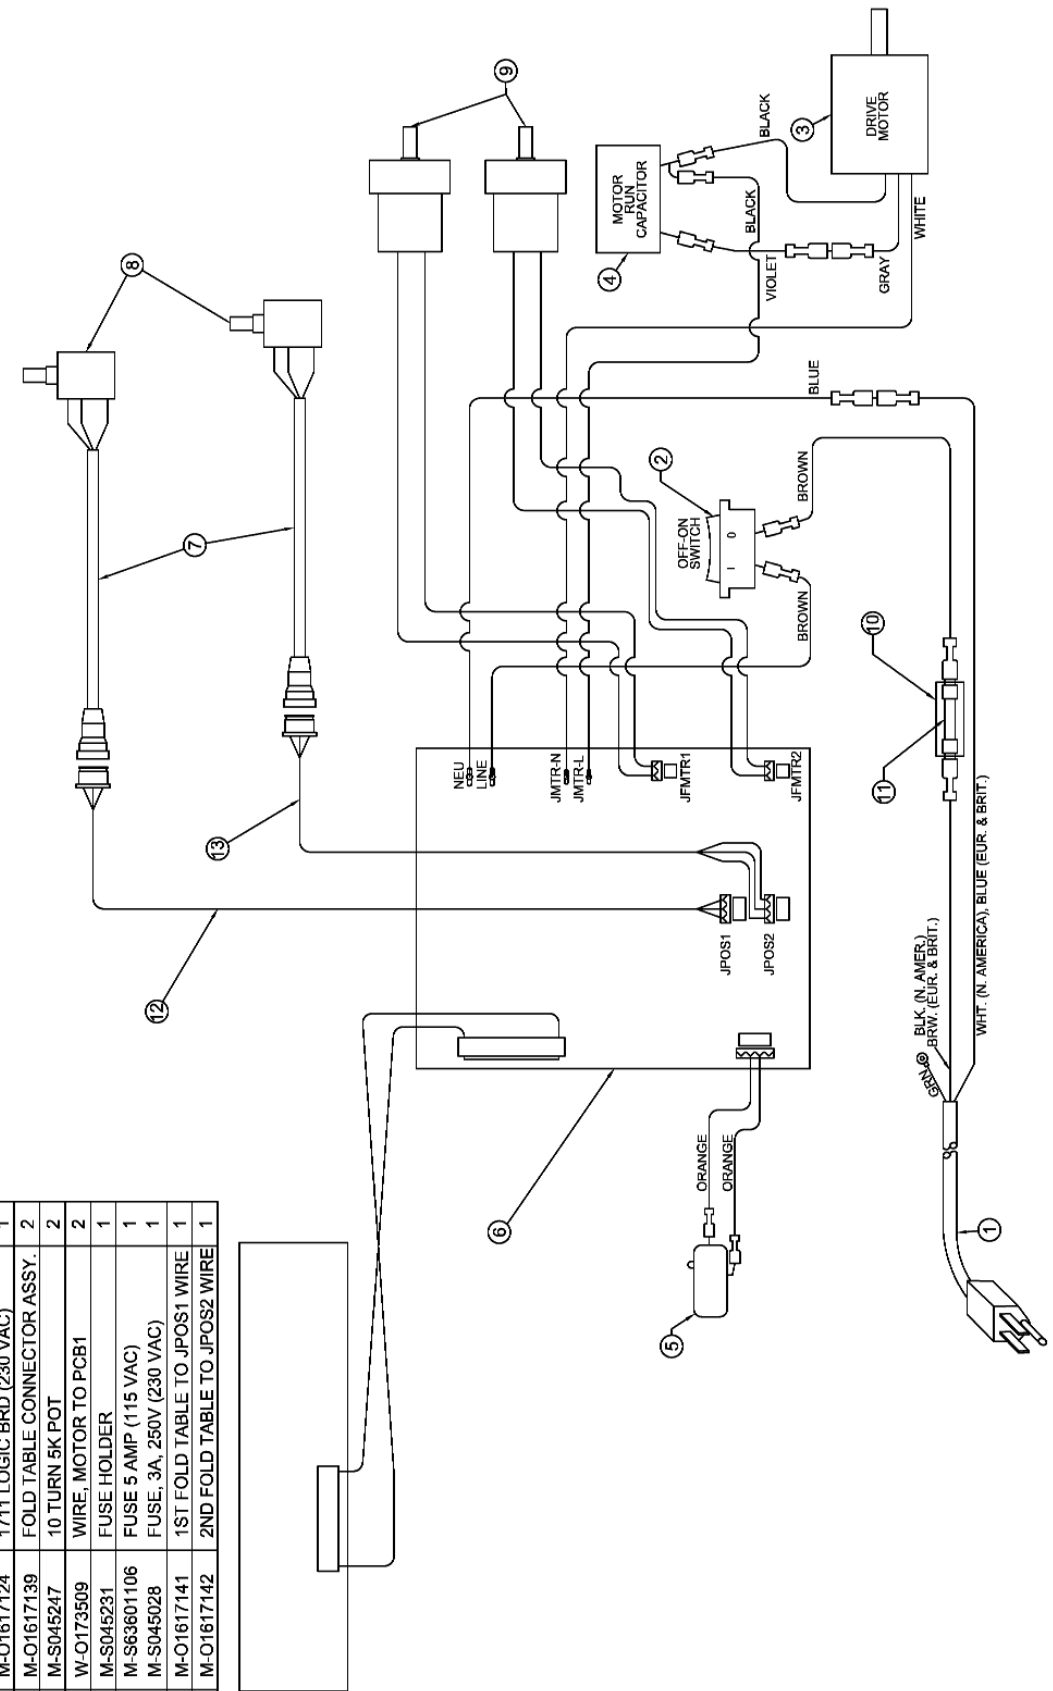 M-O1617124 1711 LOGIC BRD (230 VAC) 1
M-O1617139 FOLD TABLE CONNECTOR ASSY. 2
M-S045247 10 TURN 5K POT 2
W-O173509 WIRE, MOTOR TO PCB1 2
M-S045231 FUSE HOLDER 1
M-S63601106 FUSE 5 AMP (115 VAC) 1
M-S045028 FUSE, 3A, 250V (230 VAC) 1
M-O1617141 1ST FOLD TABLE TO JPOS1 WIRE 1
M-O1617142 2ND FOLD TABLE TO JPOS2 WIRE 1
8
7
13
12
9
MOTOR
RUN
CAPACITOR
4
BLACK
BLACK
VIOLET
3
DRIVE
MOTOR
WHITE
GRAY
BLUE
2
OFF-ON
SWITCH
I O
BROWN
BROWN
NEU
LINE
JMTR-N
JMTR-L
JFMTR1
JFMTR2
JPOS1
JPOS2
6
ORANGE
ORANGE
5
10
11
GRN.
BLK. (N. AMER.)
BRW. (EUR. & BRIT.)
WHT. (N. AMERICA), BLUE (EUR. & BRIT.)
1